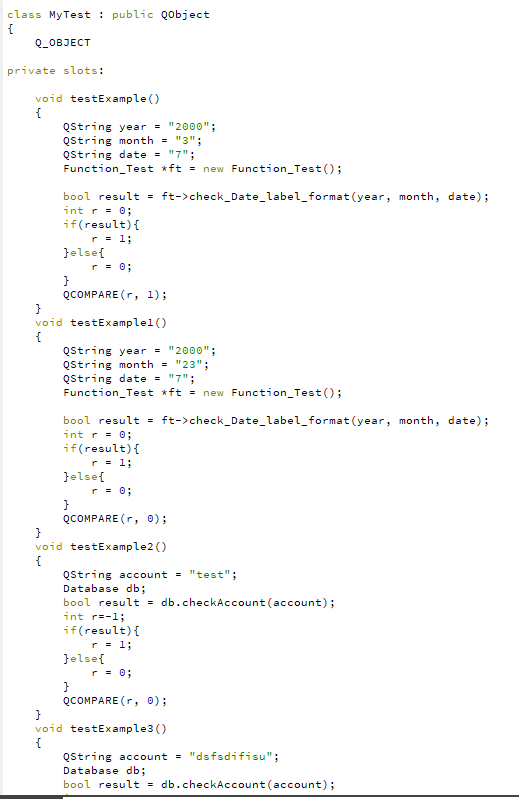 class MyTest : public QObject
{
    Q_OBJECT

private slots:

    void testExample()
    {
        QString year = "2000";
        QString month = "3";
        QString date = "7";
        Function_Test *ft = new Function_Test();

        bool result = ft->check_Date_label_format(year, month, date);
        int r = 0;
        if(result){
            r = 1;
        }else{
            r = 0;
        }
        QCOMPARE(r, 1);
    }
    void testExample1()
    {
        QString year = "2000";
        QString month = "23";
        QString date = "7";
        Function_Test *ft = new Function_Test();

        bool result = ft->check_Date_label_format(year, month, date);
        int r = 0;
        if(result){
            r = 1;
        }else{
            r = 0;
        }
        QCOMPARE(r, 0);
    }
    void testExample2()
    {
        QString account = "test";
        Database db;
        bool result = db.checkAccount(account);
        int r=-1;
        if(result){
            r = 1;
        }else{
            r = 0;
        }
        QCOMPARE(r, 0);
    }
    void testExample3()
    {
        QString account = "dsfsdifisu";
        Database db;
        bool result = db.checkAccount(account);